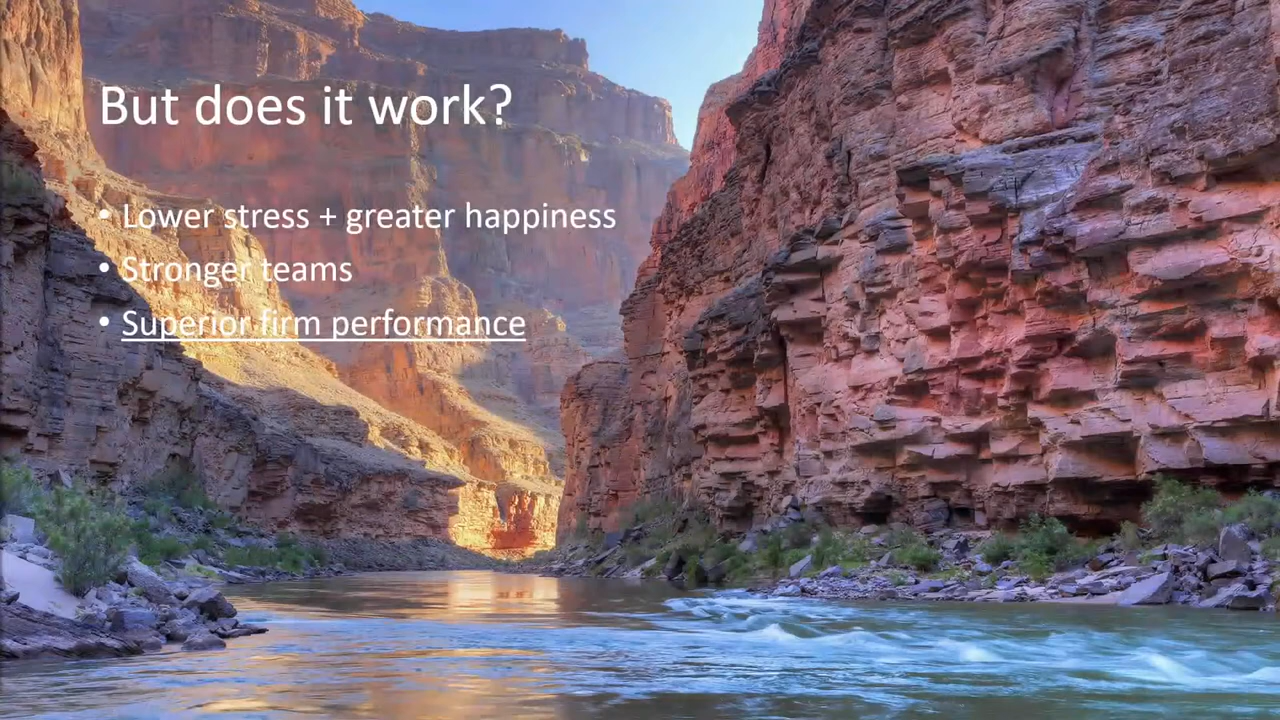 But does it work?
• Lower stress + greater happiness
• Stronger teams
• Superior firm performance